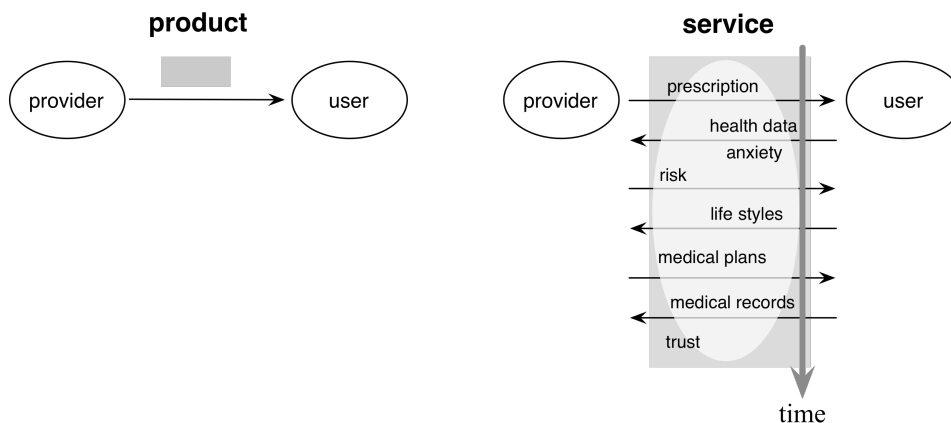 product
provider
user
service
provider
user
prescription
health data
anxiety
risk
life styles
medical plans
medical records
trust
time